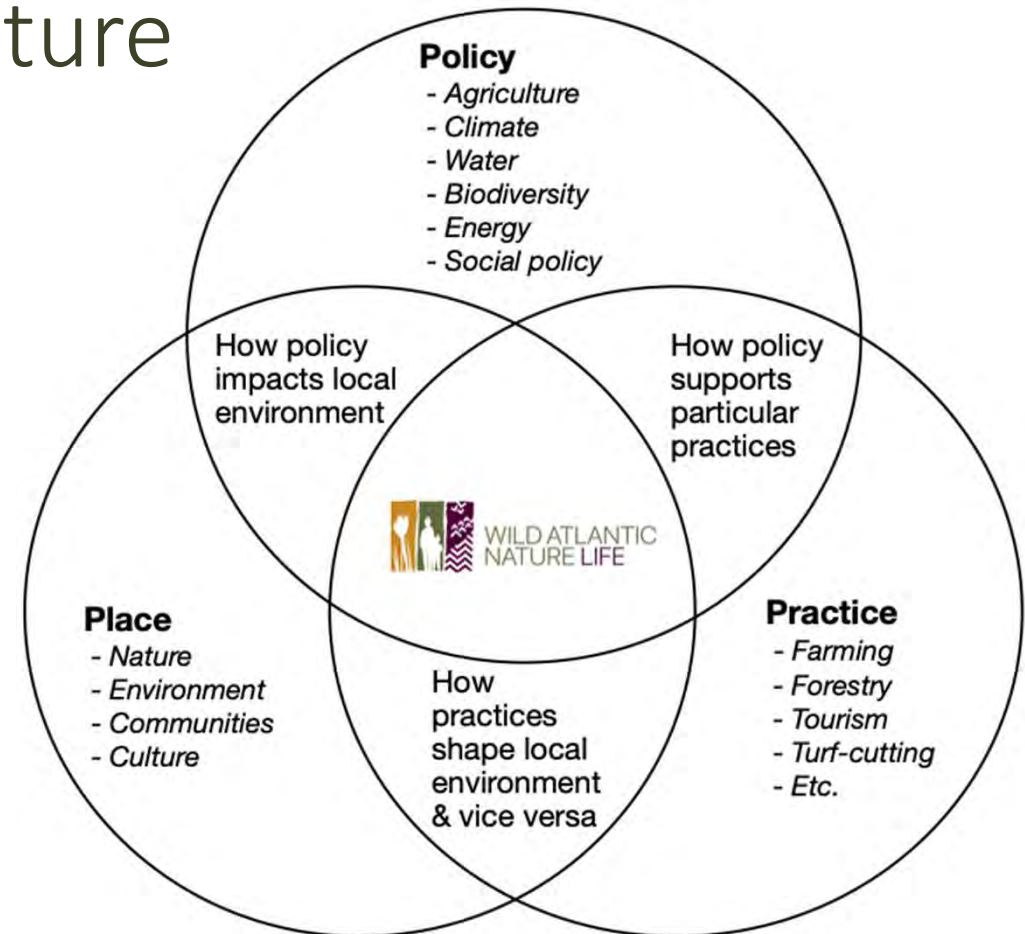 ture
Policy
- Agriculture
- Climate
- Water
- Biodiversity
- Energy
- Social policy
How policy
impacts local
environment
How policy
supports
particular
practices
WILD ATLANTIC
NATURE LIFE
Place
- Nature
- Environment
- Communities
- Culture
How
practices
shape local
environment
& vice versa
Practice
- Farming
- Forestry
- Tourism
- Turf-cutting
- Etc.